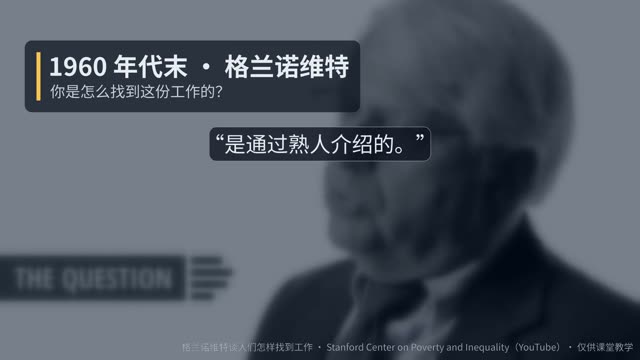 1960 年代末 · 格兰诺维特
你是怎么找到这份工作的？
“是通过熟人介绍的。”
THE QUESTION
格兰诺维特谈人们怎样找到工作 · Stanford Center on Poverty and Inequality（YouTube）· 仅供课堂教学